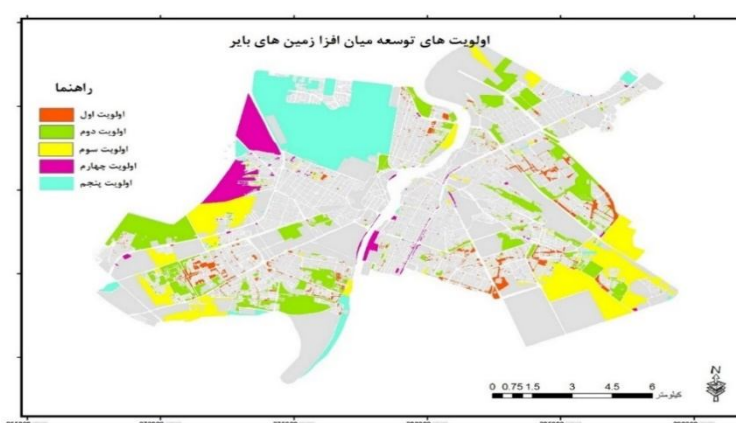 اولویت های توسعه میان افزا زمین های بایر
راهنما
اولویت اول
اولویت دوم
اولویت سوم
اولویت چهارم
اولویت پنجم
N
0 0.75 1.5 3 4.5 6
کیلومتر